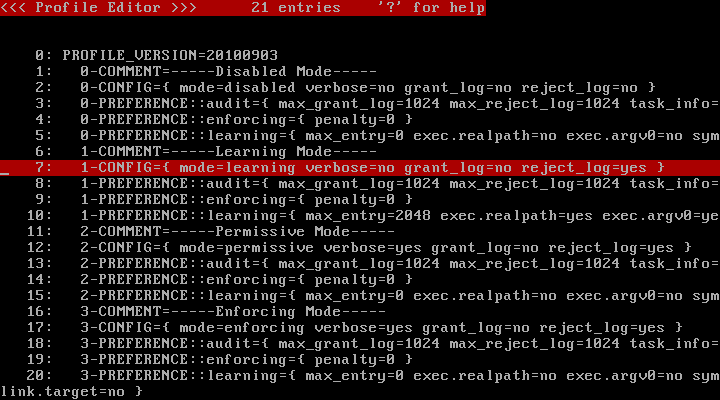 <<< Profile Editor >>>      21 entries    '?' for help
0: PROFILE_VERSION=20100903
1:   0-COMMENT=-----Disabled Mode-----
2:   0-CONFIG={ mode=disabled verbose=no grant_log=no reject_log=no }
3:   0-PREFERENCE::audit={ max_grant_log=1024 max_reject_log=1024 task_info=
4:   0-PREFERENCE::enforcing={ penalty=0 }
5:   0-PREFERENCE::learning={ max_entry=0 exec.realpath=no exec.argv0=no sym
6:   1-COMMENT=-----Learning Mode-----
7:   1-CONFIG={ mode=learning verbose=no grant_log=no reject_log=yes }
8:   1-PREFERENCE::audit={ max_grant_log=1024 max_reject_log=1024 task_info=
9:   1-PREFERENCE::enforcing={ penalty=0 }
10:   1-PREFERENCE::learning={ max_entry=2048 exec.realpath=yes exec.argv0=ye
11:   2-COMMENT=-----Permissive Mode-----
12:   2-CONFIG={ mode=permissive verbose=yes grant_log=no reject_log=yes }
13:   2-PREFERENCE::audit={ max_grant_log=1024 max_reject_log=1024 task_info=
14:   2-PREFERENCE::enforcing={ penalty=0 }
15:   2-PREFERENCE::learning={ max_entry=0 exec.realpath=no exec.argv0=no sym
16:   3-COMMENT=-----Enforcing Mode-----
17:   3-CONFIG={ mode=enforcing verbose=yes grant_log=no reject_log=yes }
18:   3-PREFERENCE::audit={ max_grant_log=1024 max_reject_log=1024 task_info=
19:   3-PREFERENCE::enforcing={ penalty=0 }
20:   3-PREFERENCE::learning={ max_entry=0 exec.realpath=no exec.argv0=no sym
link.target=no }